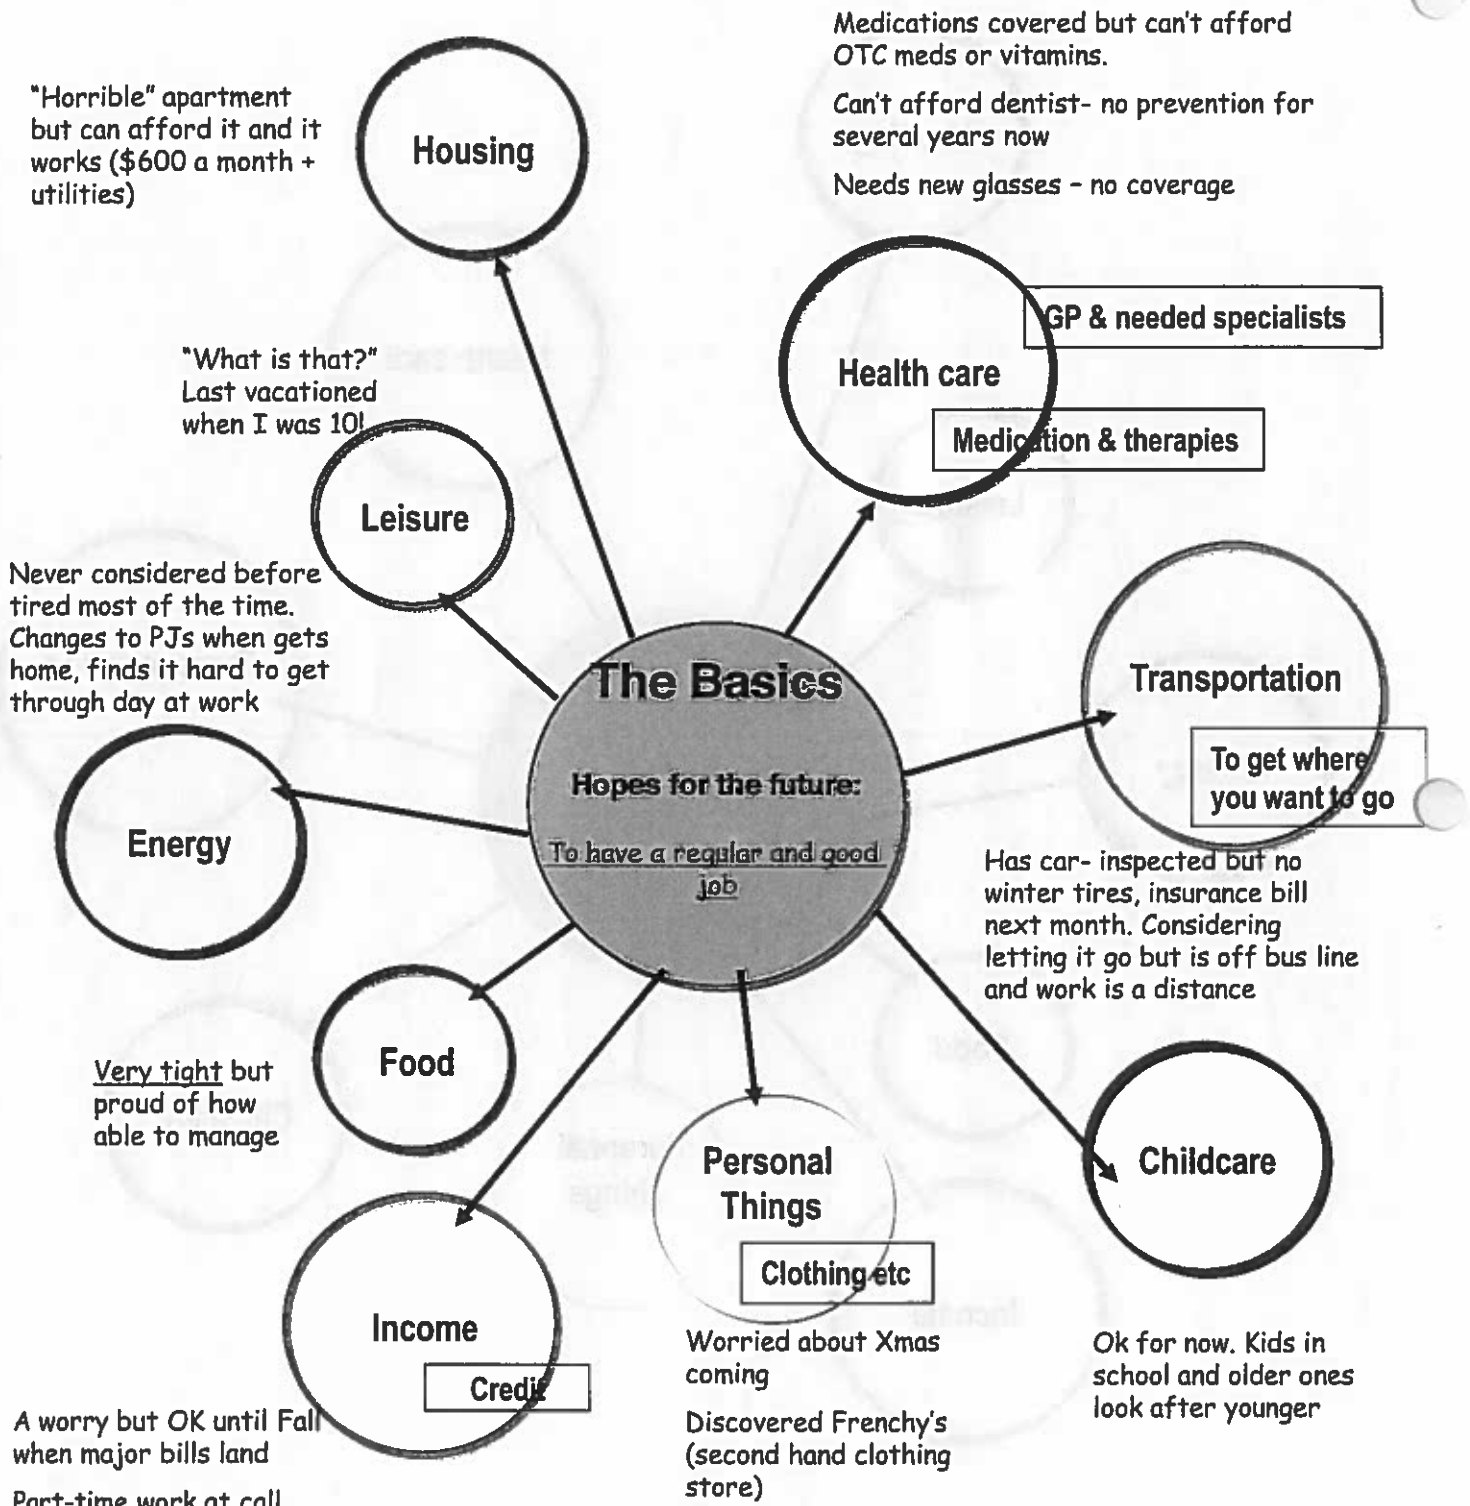 Medications covered but can't afford
OTC meds or vitamins.
Can't afford dentist- no prevention for
several years now
Needs new glasses – no coverage
"Horrible" apartment
but can afford it and it
works ($600 a month +
utilities)
Housing
GP & needed specialists
Health care
Medication & therapies
"What is that?"
Last vacationed
when I was 10!
Leisure
Never considered before
tired most of the time.
Changes to PJs when gets
home, finds it hard to get
through day at work
Energy
The Basics
Hopes for the future:
To have a regular and good
job
Transportation
To get where
you want to go
Has car- inspected but no
winter tires, insurance bill
next month. Considering
letting it go but is off bus line
and work is a distance
Food
Very tight but
proud of how
able to manage
Personal
Things
Clothing etc
Worried about Xmas
coming
Discovered Frenchy's
(second hand clothing
store)
Childcare
Ok for now. Kids in
school and older ones
look after younger
Income
Credit
A worry but OK until Fall
when major bills land
Part-time work at call